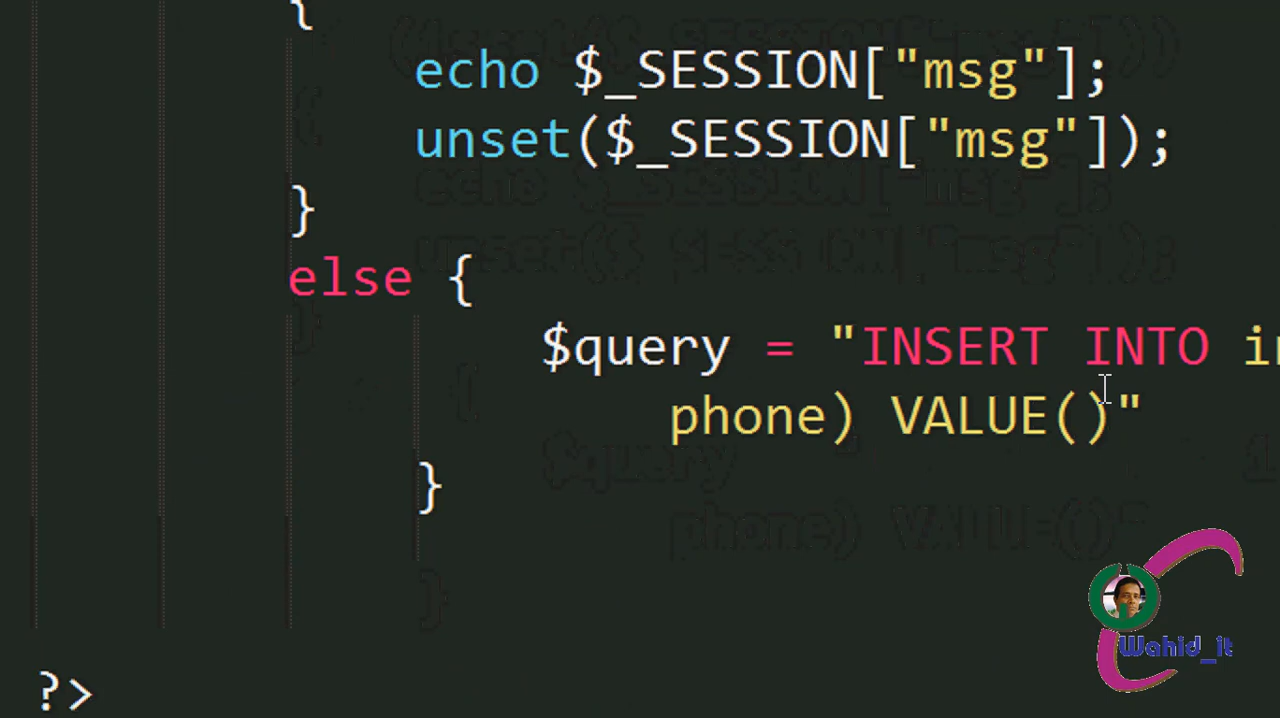 {
echo $_SESSION["msg"];
unset($_SESSION["msg"]);
}
else {
$query = "INSERT INTO
phone) VALUE()"
}
?>
Wahid_it